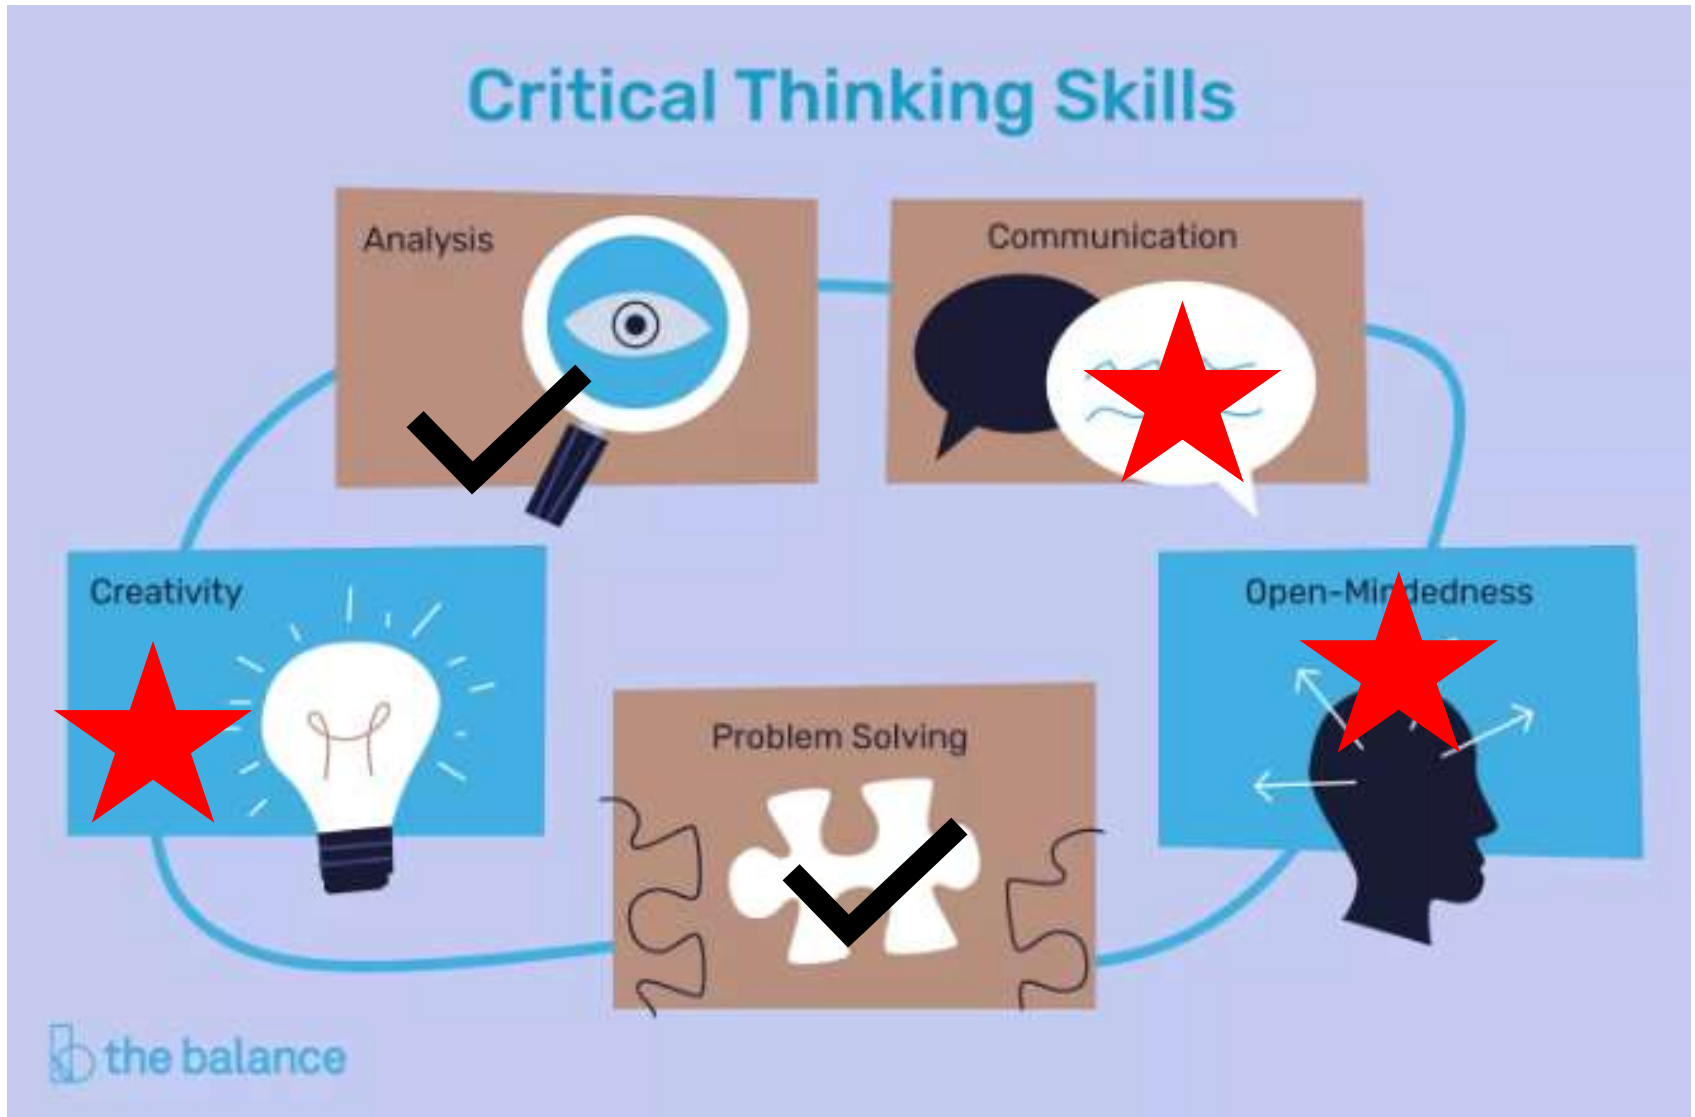 Critical Thinking Skills
Analysis
Communication
Creativity
Open-Mindedness
Problem Solving
the balance